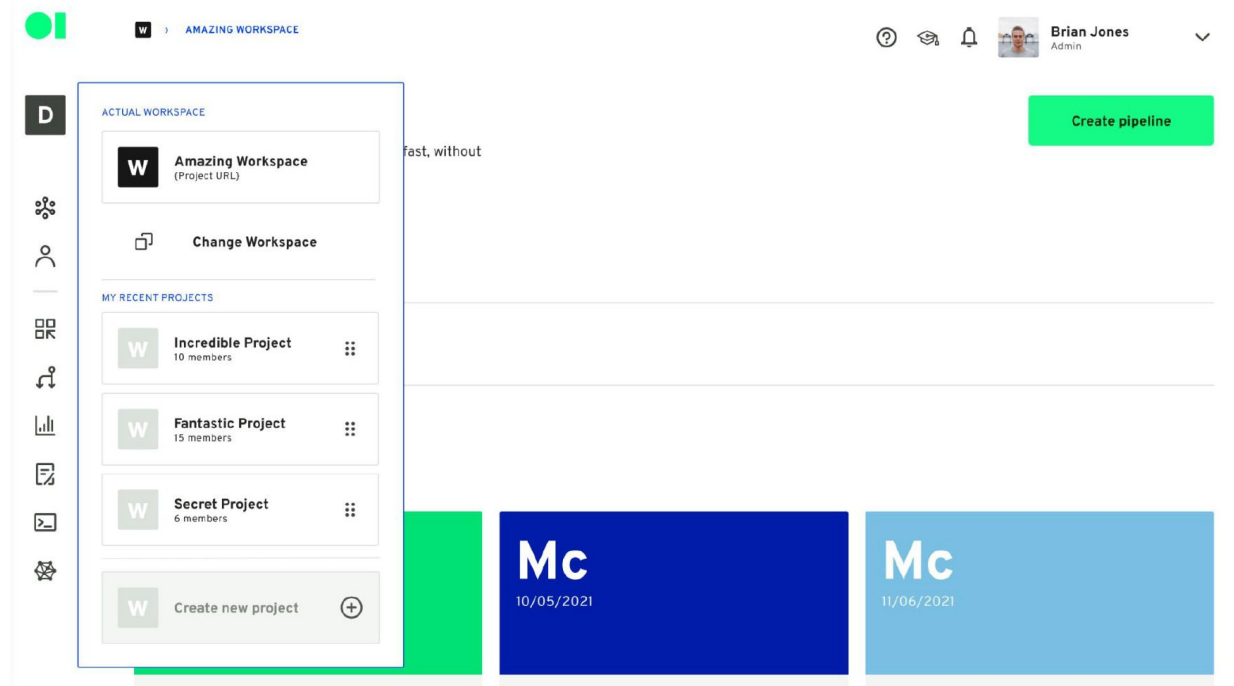 W › AMAZING WORKSPACE
Brian Jones
Admin
D
ACTUAL WORKSPACE
W
Amazing Workspace
(Project URL)
Change Workspace
fast, without
Create pipeline
MY RECENT PROJECTS
W
Incredible Project
10 members
W
Fantastic Project
15 members
W
Secret Project
6 members
W
Create new project
Mc
10/05/2021
Mc
11/06/2021